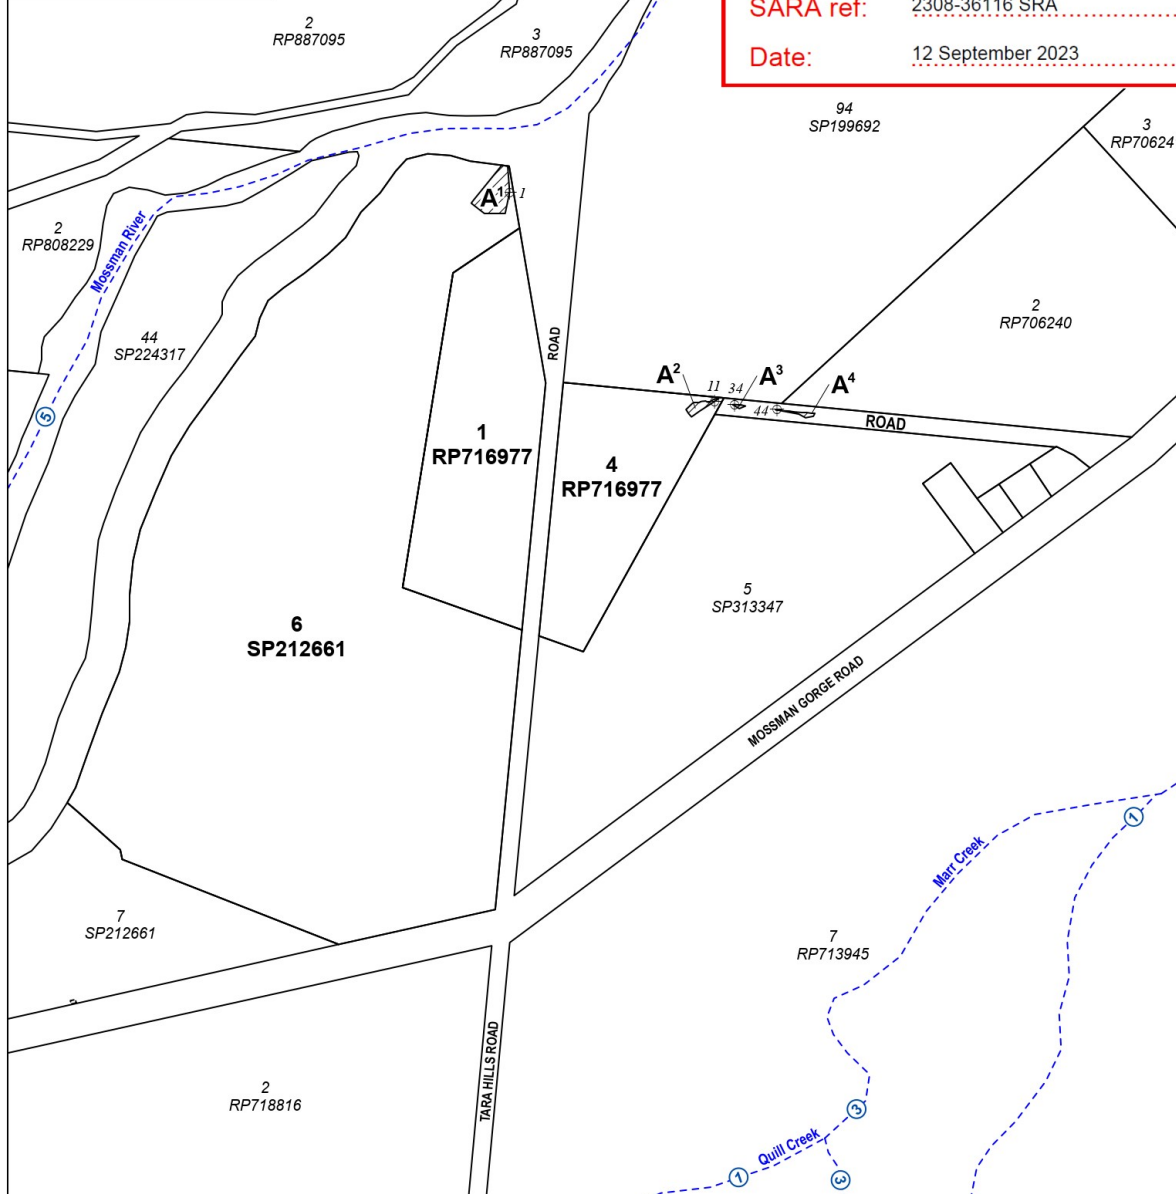 SARA ref: 2308-36116 SRA
Date: 12 September 2023
2
RP887095
3
RP887095
94
SP199692
3
RP70624
A1
1
2
RP808229
Mossman River
2
RP706240
44
SP224317
ROAD
A2
11
34
A3
A4
44
ROAD
5
1
RP716977
4
RP716977
5
SP313347
6
SP212661
MOSSMAN GORGE ROAD
1
Marr Creek
7
SP212661
7
RP713945
TARA HILLS ROAD
2
RP718816
3
Quill Creek
1
3